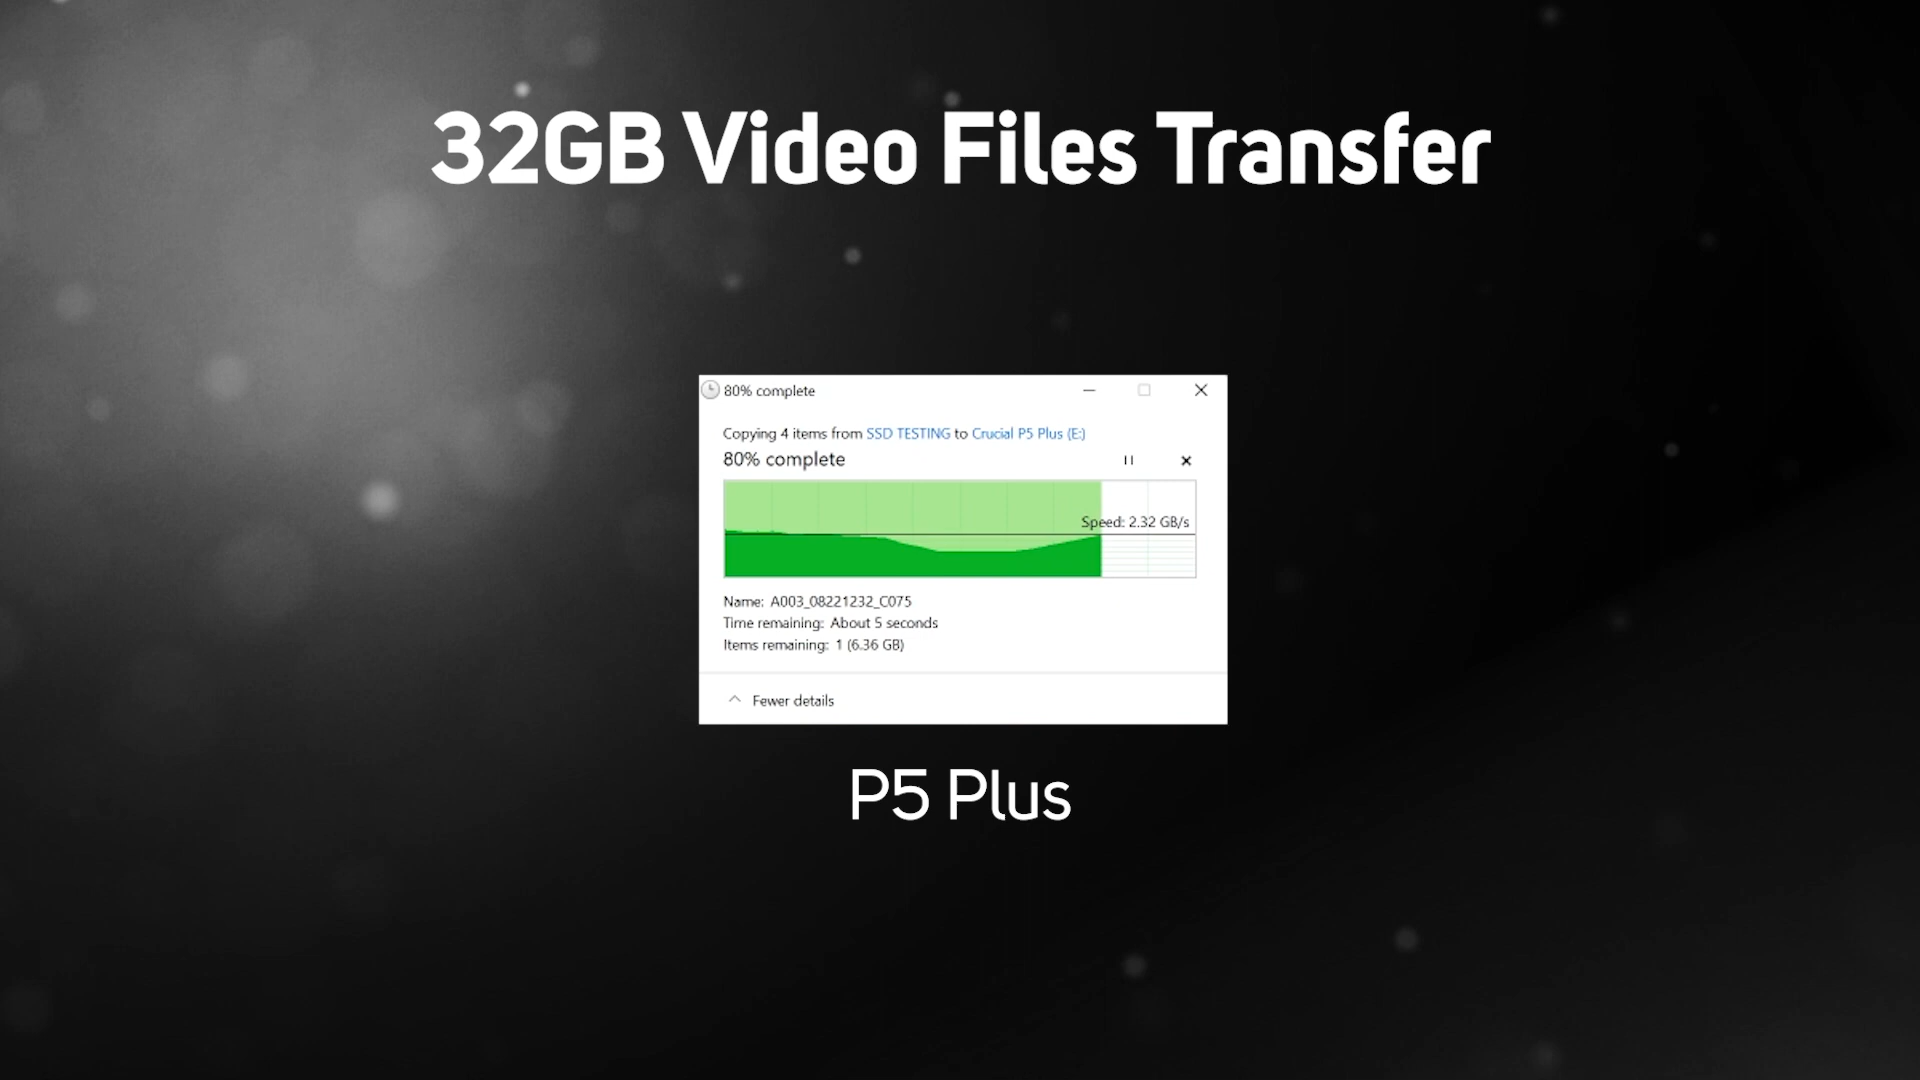 32GB Video Files Transfer
80% complete
Copying 4 items from SSD TESTING to Crucial P5 Plus (E:)
80% complete
Speed: 2.32 GB/s
Name: A003_08221232_C075
Time remaining: About 5 seconds
Items remaining: 1 (6.36 GB)
Fewer details
P5 Plus